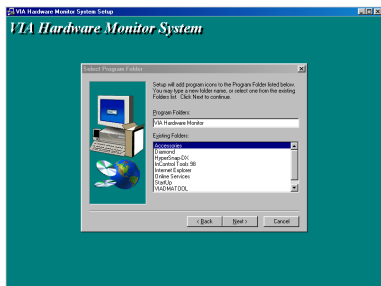 VIA Hardware Monitor System Setup
VIA Hardware Monitor System
Select Program Folder
Setup will add program icons to the Program Folder listed below.
You may type a new folder name, or select one from the existing
Folders list. Click Next to continue.
Program Folders:
VIA Hardware Monitor
Existing Folders:
Accessories
Diamond
HyperSnap-DX
InControl Tools 98
Internet Explorer
Online Services
StartUp
VIADMATOOL
< Back
Next >
Cancel